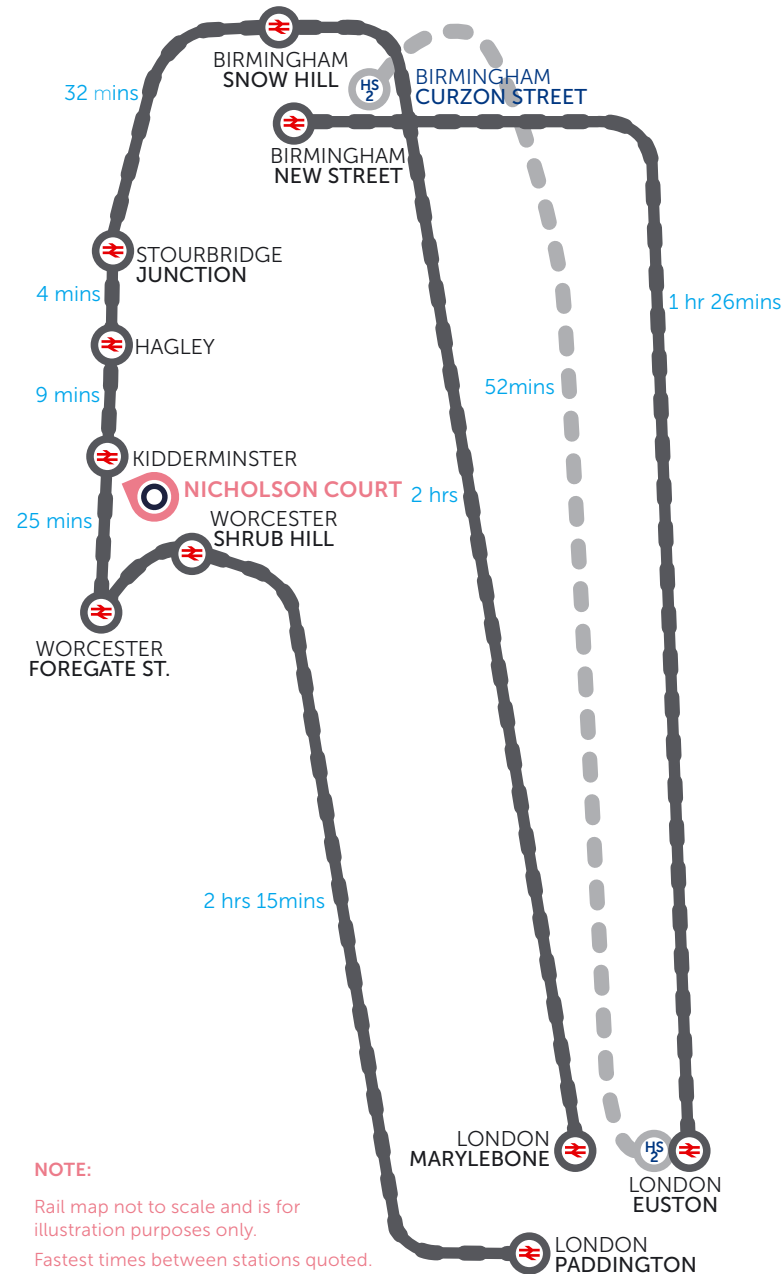 BIRMINGHAM
SNOW HILL
32 mins
HS
2
BIRMINGHAM
CURZON STREET
BIRMINGHAM
NEW STREET
STOURBRIDGE
JUNCTION
4 mins
1 hr 26mins
HAGLEY
9 mins
52mins
KIDDERMINSTER
NICHOLSON COURT
2 hrs
25 mins
WORCESTER
SHRUB HILL
WORCESTER
FOREGATE ST.
2 hrs 15mins
LONDON
MARYLEBONE
HS
2
LONDON
EUSTON
NOTE:
Rail map not to scale and is for
illustration purposes only.
Fastest times between stations quoted.
LONDON
PADDINGTON